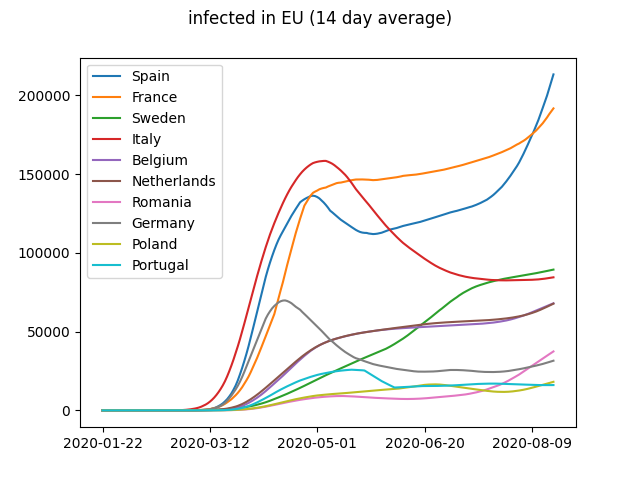 infected in EU (14 day average)
200000
150000
100000
50000
0
Spain
France
Sweden
Italy
Belgium
Netherlands
Romania
Germany
Poland
Portugal
2020-01-22 2020-03-12 2020-05-01 2020-06-20 2020-08-09